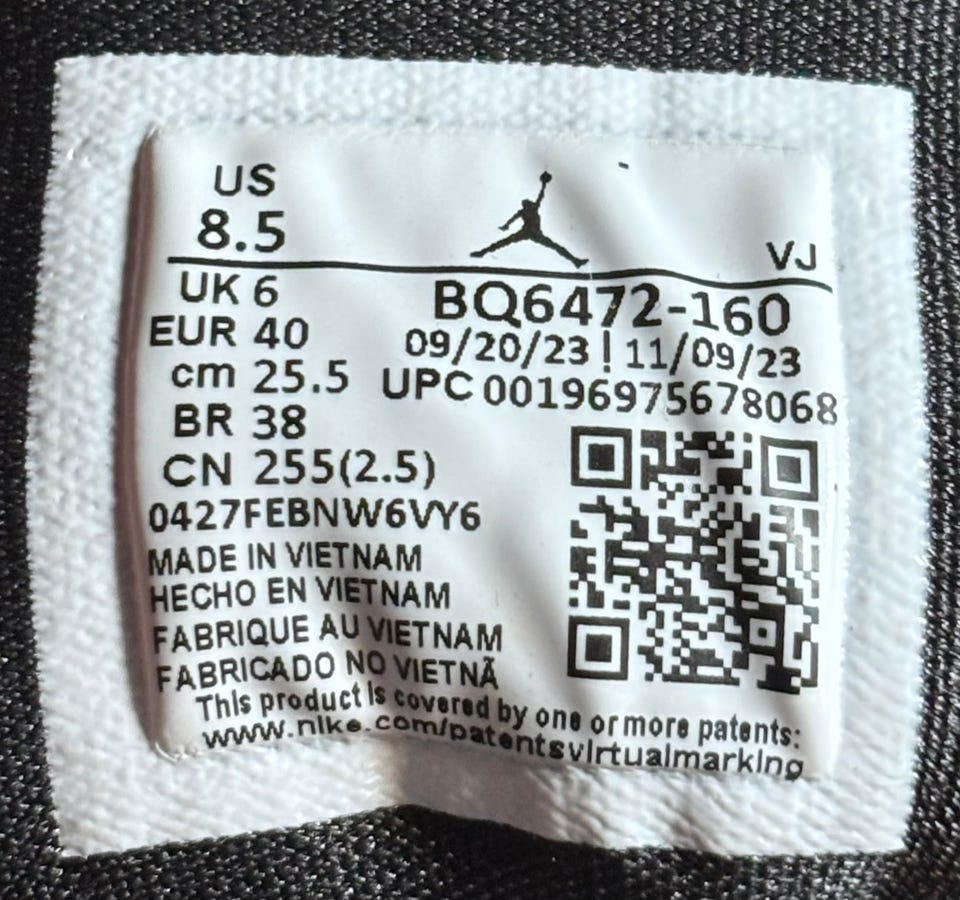 US
8.5
VJ
UK 6
EUR 40
cm 25.5
BR 38
CN 255(2.5)
BQ6472-160
09/20/23 ! 11/09/23
UPC 00196975678068
0427FEBNW6VY6
MADE IN VIETNAM
HECHO EN VIETNAM
FABRIQUE AU VIETNAM
FABRICADO NO VIETNÃ
This product is covered by one or more patents:
www.nike.com/patentsvirtualmarking